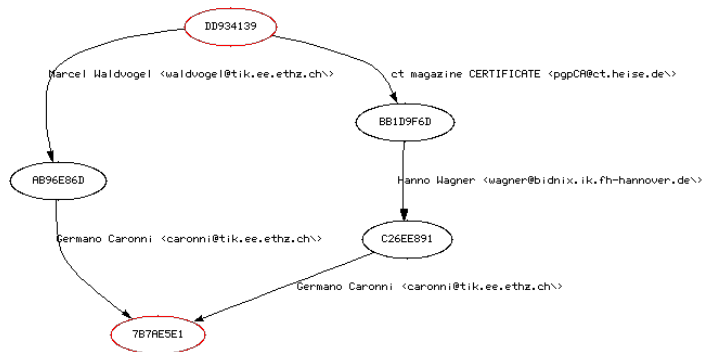 DD934139
Marcel Waldvogel <waldvogel@tik.ee.ethz.ch\>
ct magazine CERTIFICATE <pgpCA@ct.heise.de\>
BB1D9F6D
AB96E86D
Hanno Wagner <wagner@bidnix.ik.fh-hannover.de\>
Germano Caronni <caronni@tik.ee.ethz.ch\>
C26EE891
Germano Caronni <caronni@tik.ee.ethz.ch\>
7B7AE5E1